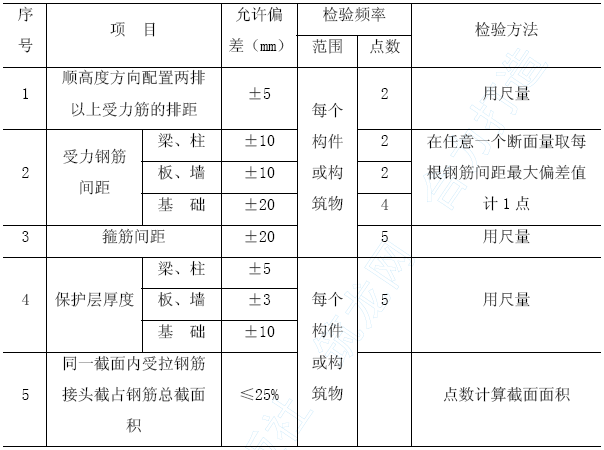 序号 项 目 允许偏差（mm） 检验频率 检验方法
范围 点数
1 顺高度方向配置两排以上受力筋的排距 ±5 每个构件或构筑物 2 用尺量
2 受力钢筋间距 梁、柱 ±10 2 在任意一个断面量取每根钢筋间距最大偏差值计1点
板、墙 ±10 2
基 础 ±20 4
3 箍筋间距 ±20 5 用尺量
4 保护层厚度 梁、柱 ±5 每个构件或构筑物 5 用尺量
板、墙 ±3
基 础 ±10
5 同一截面内受拉钢筋接头截占钢筋总截面积 ≤25% 点数计算截面面积